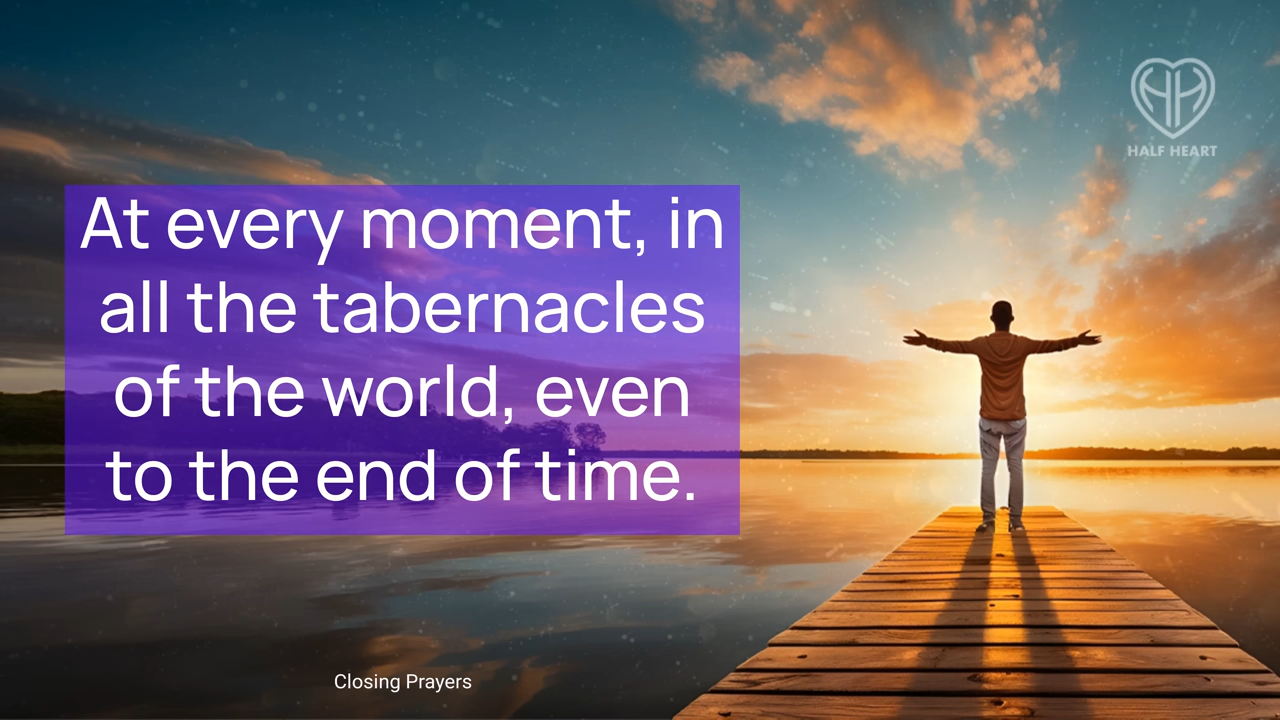 HALF HEART
At every moment, in
all the tabernacles
of the world, even
to the end of time.
Closing Prayers